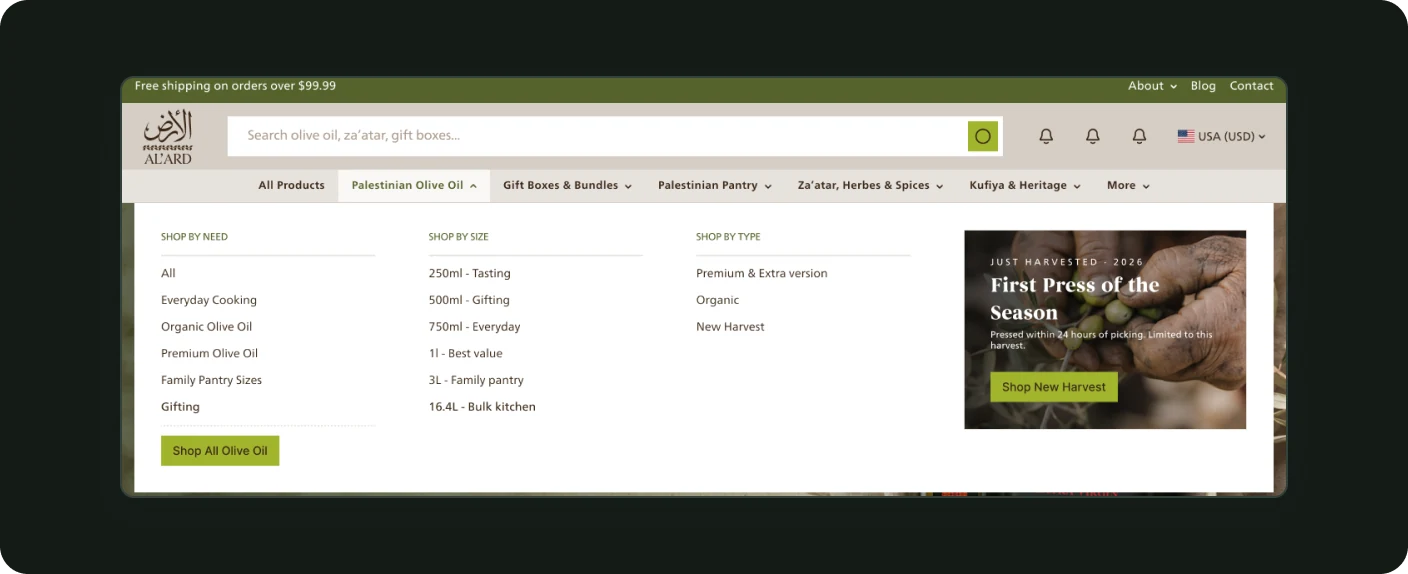 Free shipping on orders over $99.99
About
Blog
Contact
الأرض
AL'ARD
Search olive oil, za’atar, gift boxes...
USA (USD)
All Products
Palestinian Olive Oil
Gift Boxes & Bundles
Palestinian Pantry
Za’atar, Herbes & Spices
Kufiya & Heritage
More
SHOP BY NEED
All
Everyday Cooking
Organic Olive Oil
Premium Olive Oil
Family Pantry Sizes
Gifting
Shop All Olive Oil
SHOP BY SIZE
250ml - Tasting
500ml - Gifting
750ml - Everyday
1l - Best value
3L - Family pantry
16.4L - Bulk kitchen
SHOP BY TYPE
Premium & Extra version
Organic
New Harvest
JUST HARVESTED · 2026
First Press of the
Season
Pressed within 24 hours of picking. Limited to this
harvest.
Shop New Harvest